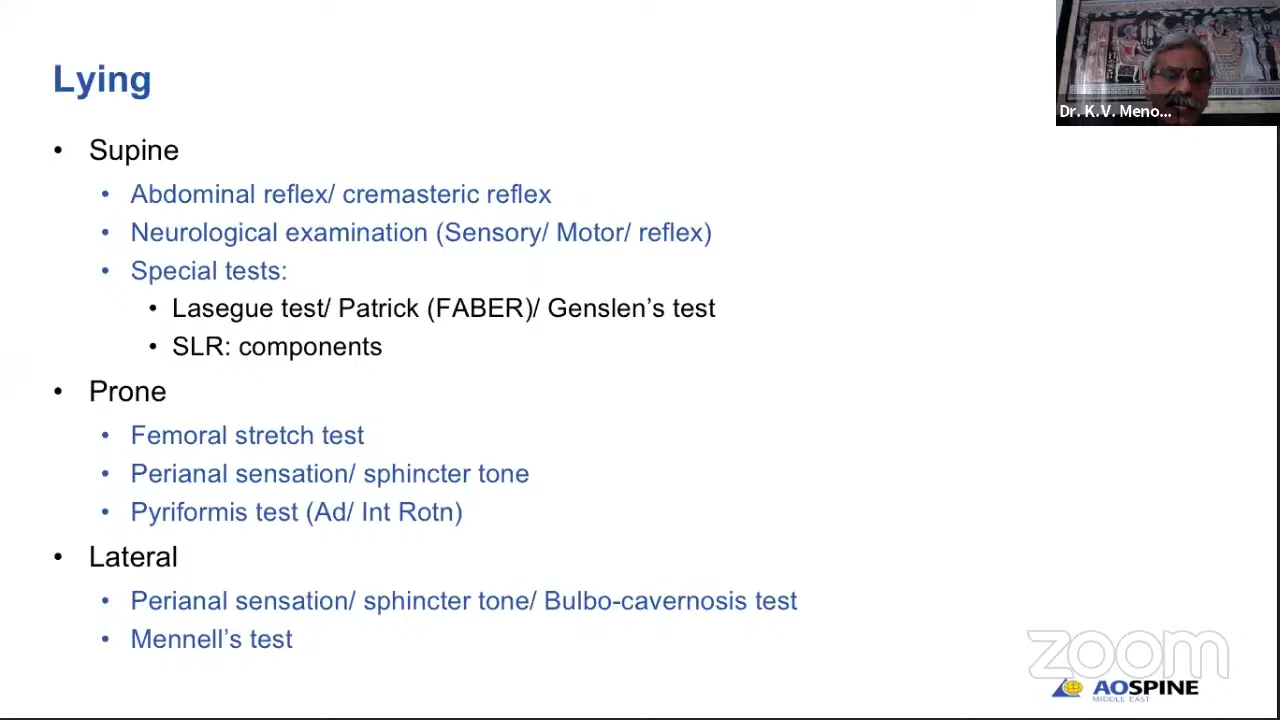 Lying
Dr. K.V. Meno...
• Supine
• Abdominal reflex/ cremasteric reflex
• Neurological examination (Sensory/ Motor/ reflex)
• Special tests:
• Lasegue test/ Patrick (FABER)/ Genslen’s test
• SLR: components
• Prone
• Femoral stretch test
• Perianal sensation/ sphincter tone
• Pyriformis test (Ad/ Int Rotn)
• Lateral
• Perianal sensation/ sphincter tone/ Bulbo-cavernosis test
• Mennell’s test
zoom
AOSPINE
MIDDLE EAST